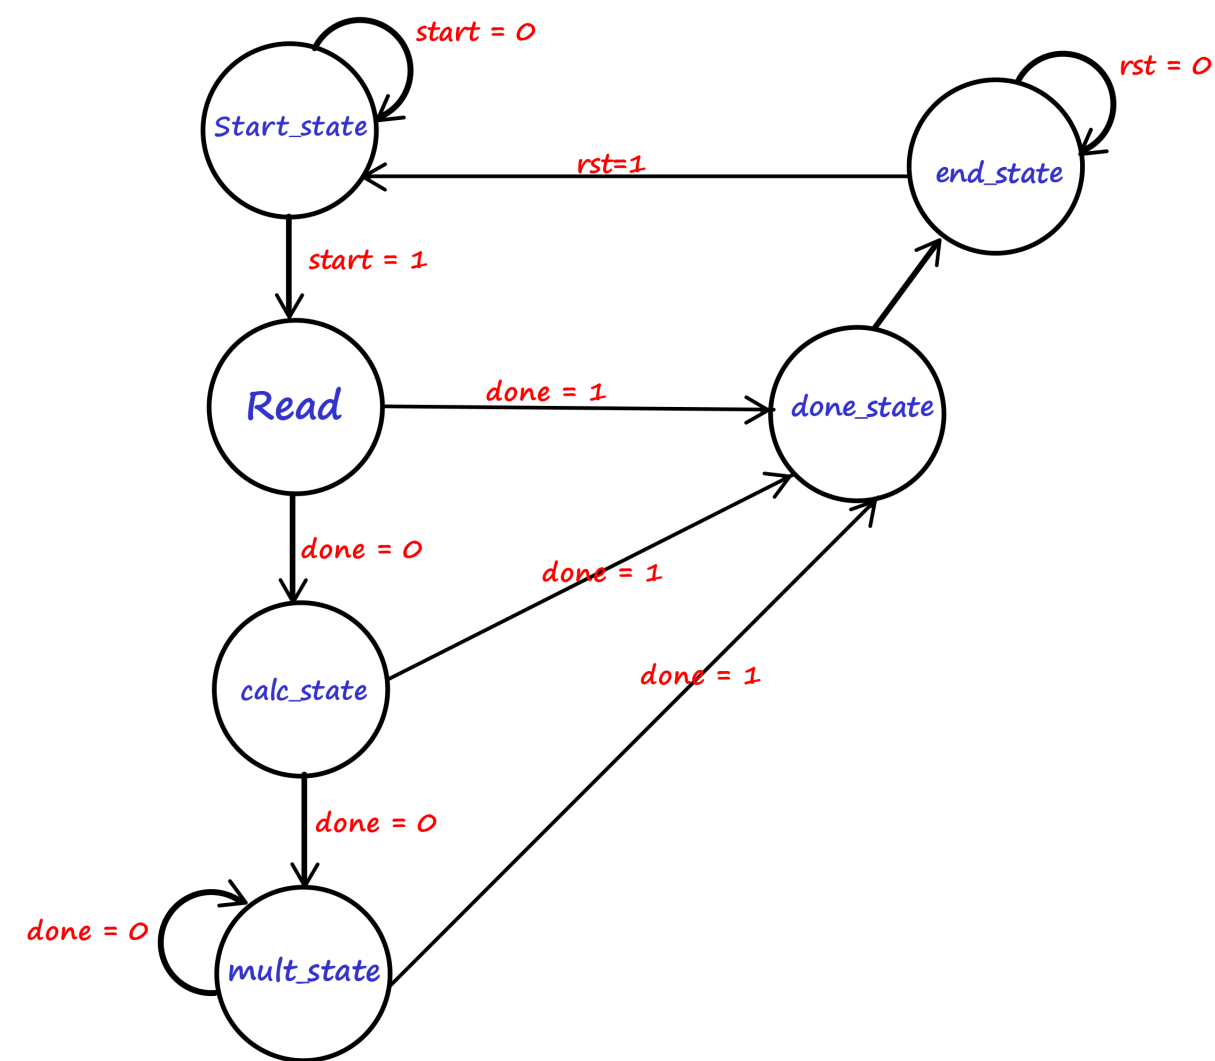 start = 0
rst = 0
Start_state
end_state
rst=1
start = 1
Read
done = 1
done_state
done = 0
done = 1
done = 1
calc_state
done = 0
done = 0
mult_state